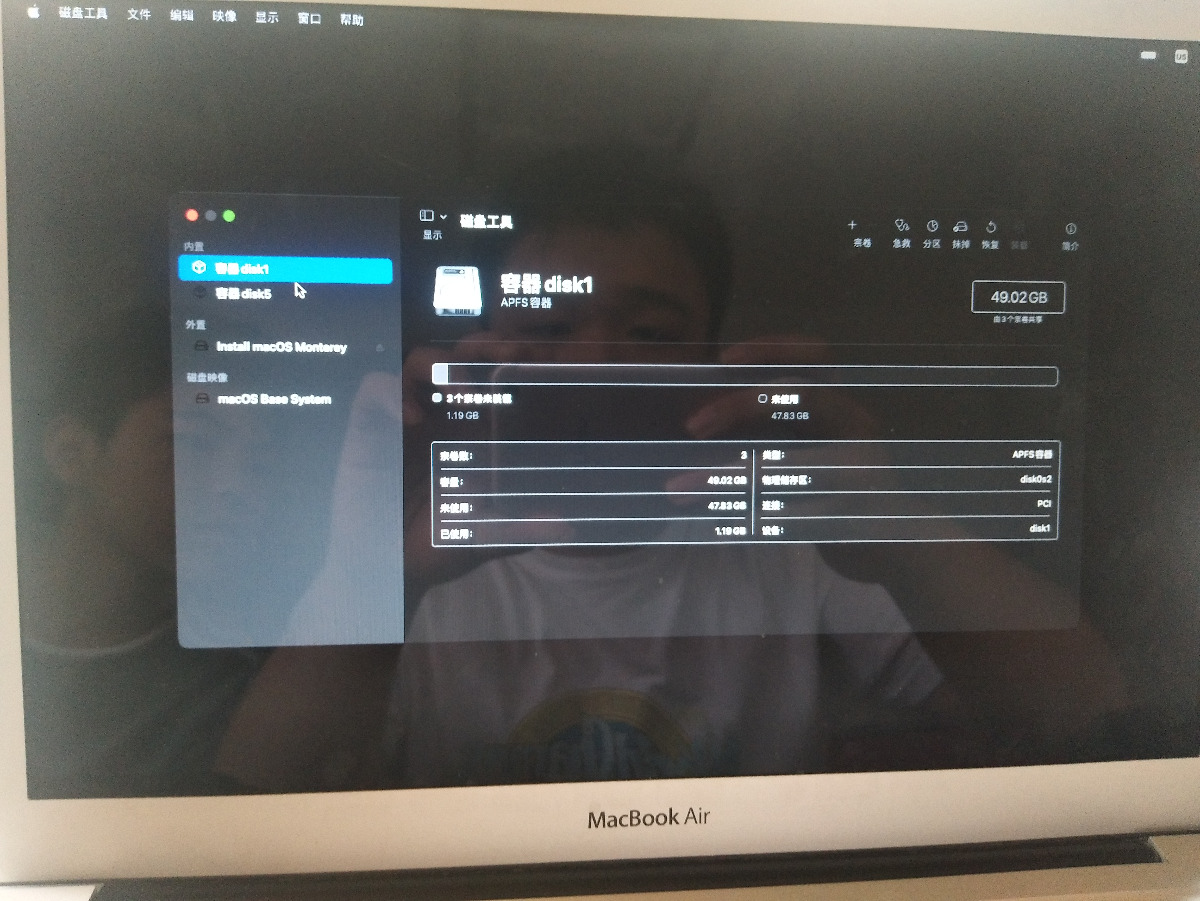 磁盘工具 文件 编辑 映像 显示 窗口 帮助
US
磁盘工具
显示
宗卷 急救 分区 抹掉 恢复 装载 简介
内置
容器 disk1
容器 disk5
外置
Install macOS Monterey
磁盘映像
macOS Base System
容器 disk1
APFS 容器
49.02 GB
由3个宗卷共享
3个宗卷未装载
1.19 GB
未使用
47.83 GB
宗卷数: 3
容量: 49.02 GB
未使用: 47.83 GB
已使用: 1.19 GB
类型: APFS容器
物理储存区: disk0s2
连接: PCI
设备: disk1
MacBook Air